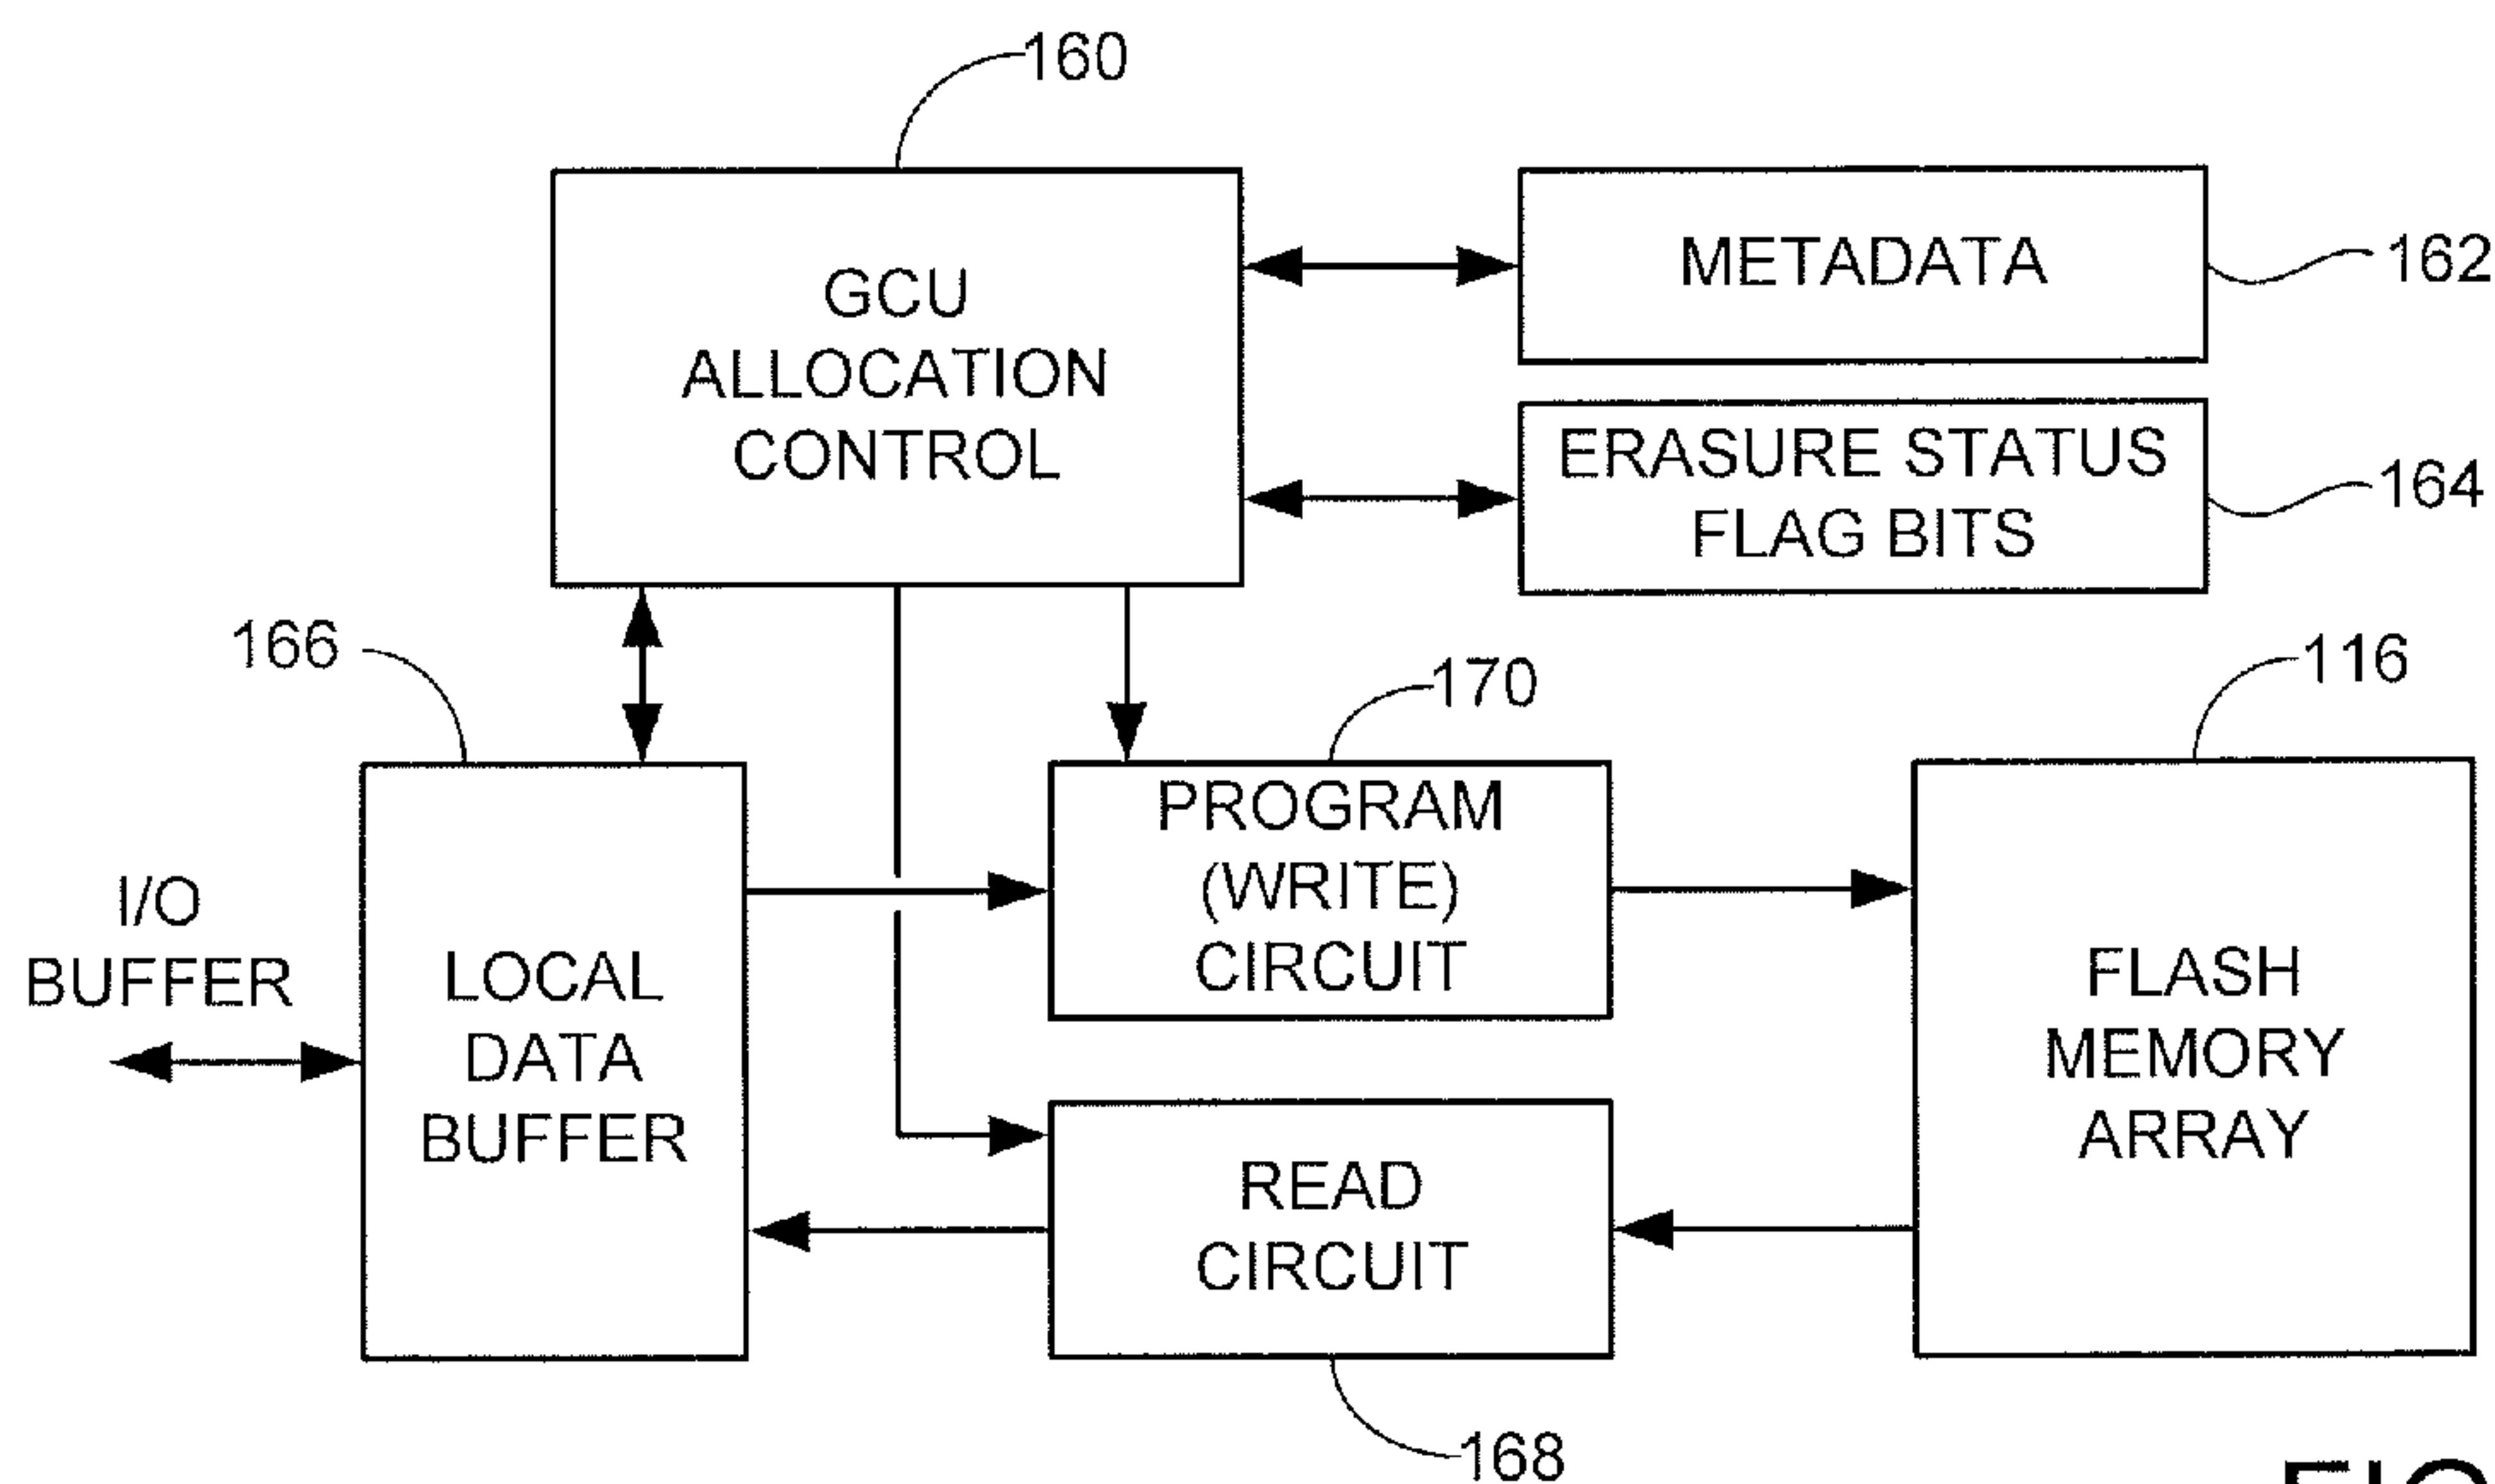 160
GCU
ALLOCATION
CONTROL
METADATA
162
ERASURE STATUS
FLAG BITS
164
166
170
116
I/O
BUFFER
LOCAL
DATA
BUFFER
PROGRAM
(WRITE)
CIRCUIT
FLASH
MEMORY
ARRAY
READ
CIRCUIT
168